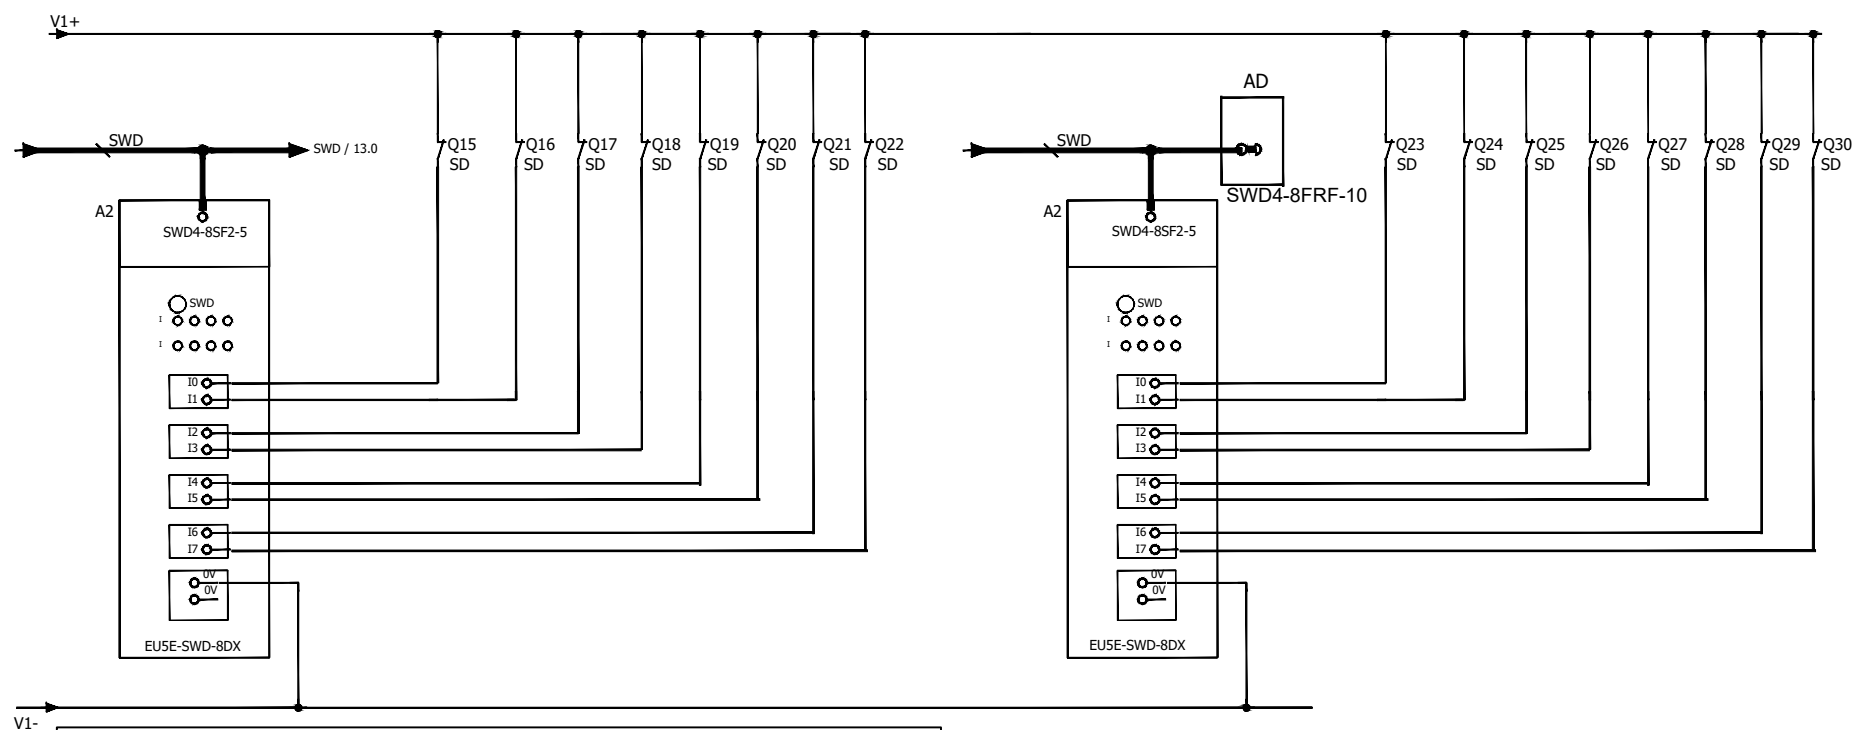 V1+
AD
SWD
SWD / 13.0
Q15 Q16 Q17 Q18 Q19 Q20 Q21 Q22
SD SD SD SD SD SD SD SD
SWD
Q23 Q24 Q25 Q26 Q27 Q28 Q29 Q30
SD SD SD SD SD SD SD SD
SWD4-8FRF-10
A2
SWD4-8SF2-5
A2
SWD4-8SF2-5
SWD
I
I
I0
I1
I2
I3
I4
I5
I6
I7
0V
0V
EU5E-SWD-8DX
SWD
I
I
I0
I1
I2
I3
I4
I5
I6
I7
0V
0V
EU5E-SWD-8DX
V1-